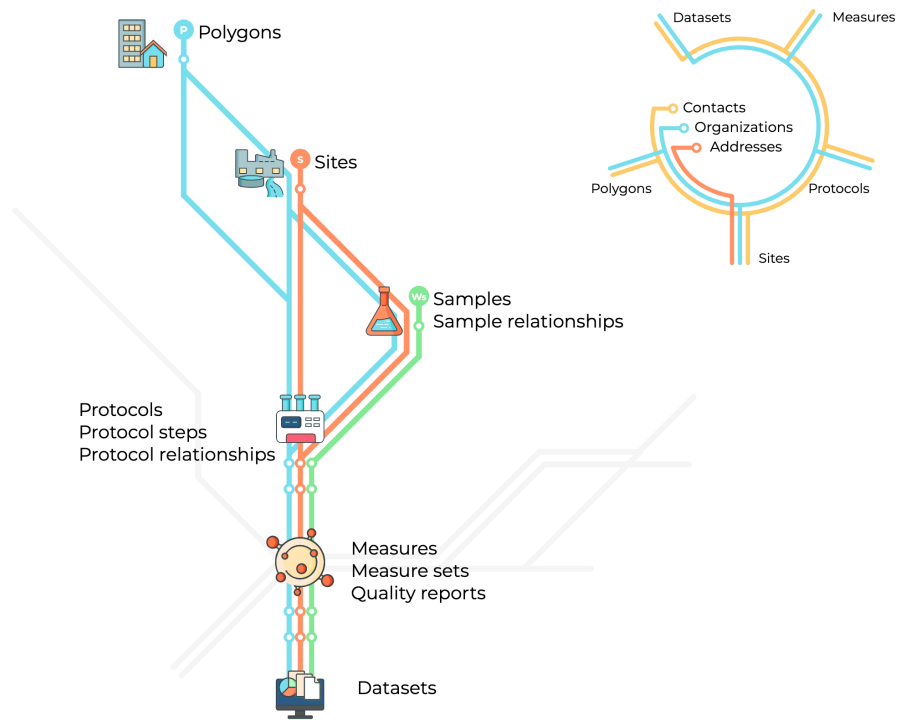 P
Polygons
S
Sites
Ws
Samples
Sample relationships
Protocols
Protocol steps
Protocol relationships
Measures
Measure sets
Quality reports
Datasets
Datasets
Measures
Contacts
Organizations
Addresses
Polygons
Protocols
Sites